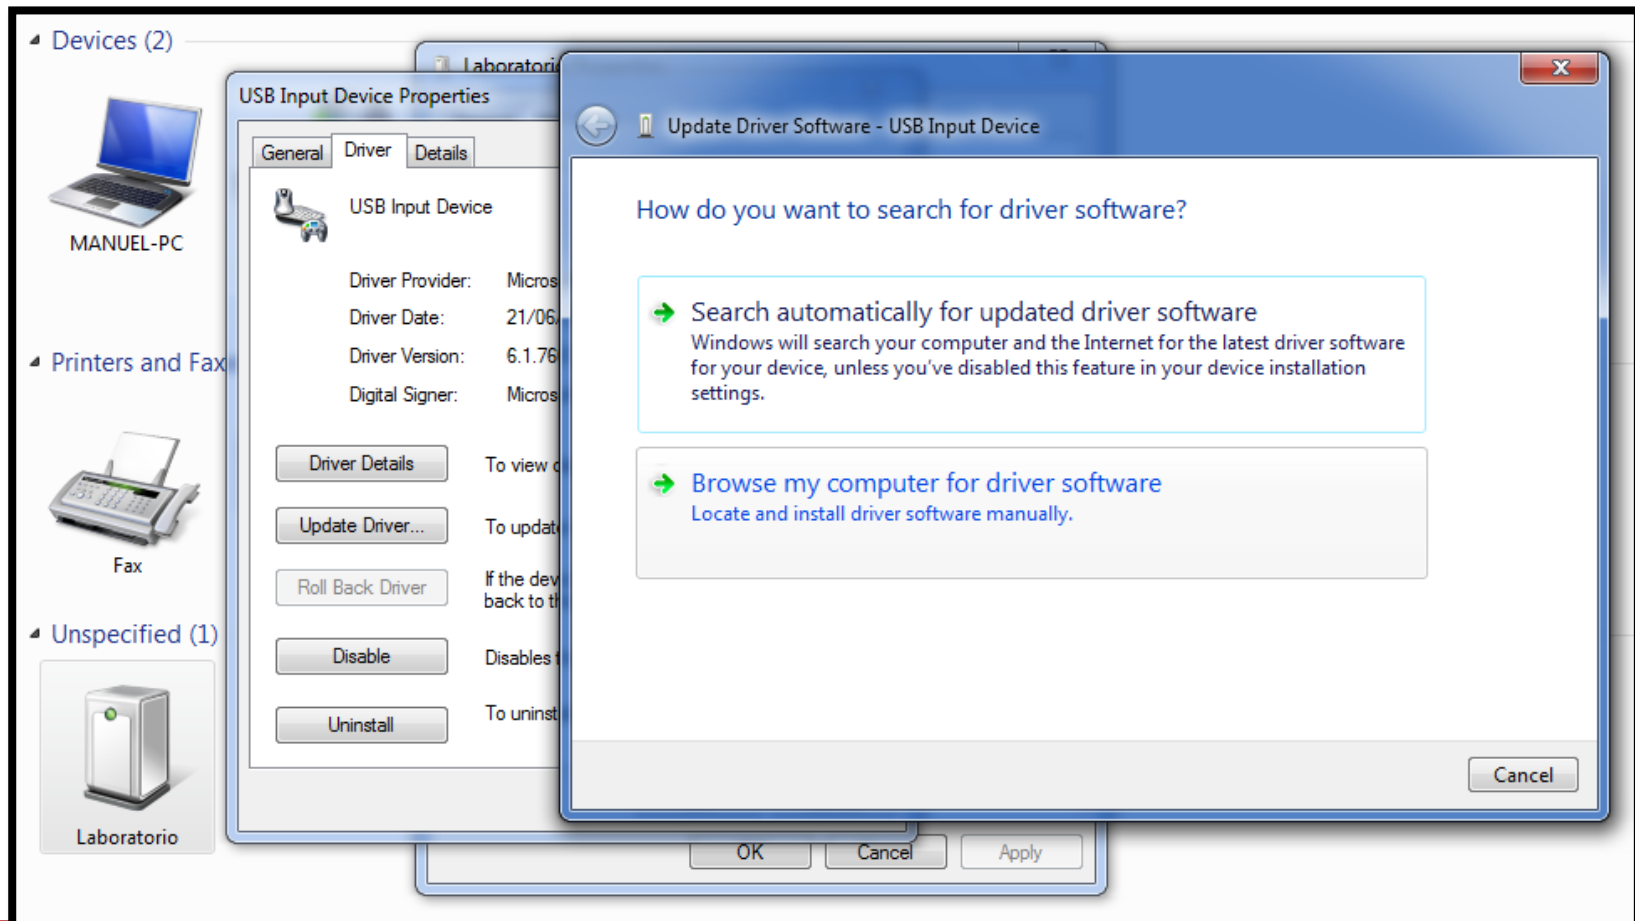 Devices (2)
MANUEL-PC
Printers and Fax
Fax
Unspecified (1)
Laboratorio
USB Input Device Properties
General Driver Details
USB Input Device
Driver Provider: Micros
Driver Date: 21/06
Driver Version: 6.1.76
Digital Signer: Micros
Driver Details To view
Update Driver... To updat
Roll Back Driver If the dev
back to th
Disable Disables
Uninstall To uninst
OK Cancel Apply
Update Driver Software - USB Input Device
How do you want to search for driver software?
Search automatically for updated driver software
Windows will search your computer and the Internet for the latest driver software
for your device, unless you've disabled this feature in your device installation
settings.
Browse my computer for driver software
Locate and install driver software manually.
Cancel